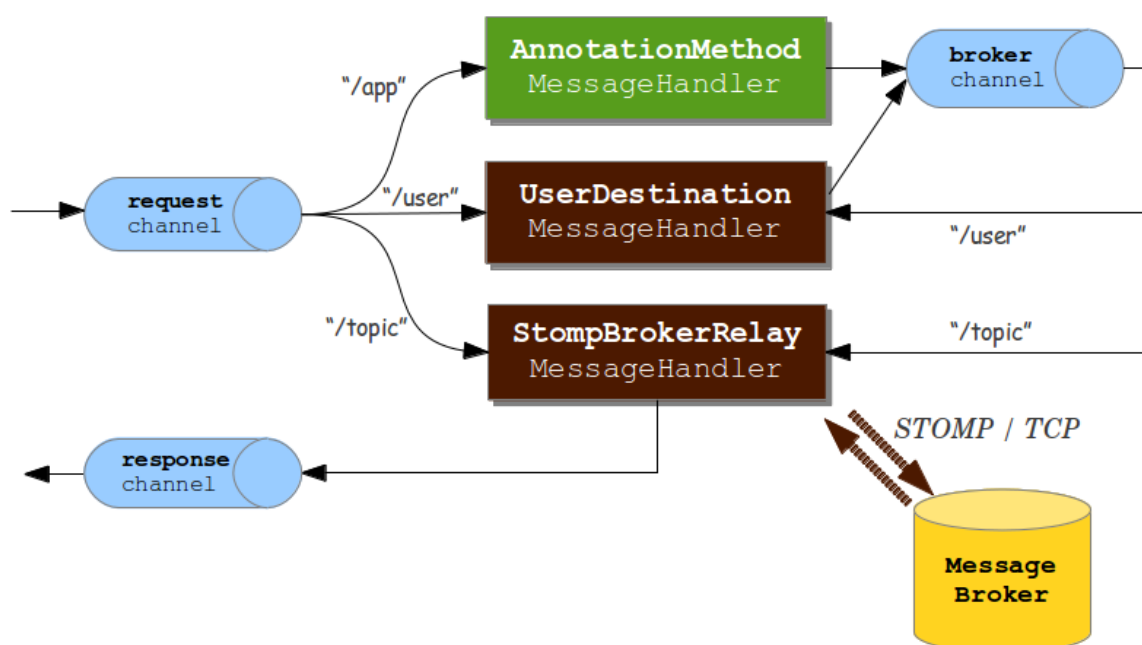 AnnotationMethod
MessageHandler
broker
channel
“/app”
“/user”
UserDestination
MessageHandler
request
channel
“/user”
“/topic”
StompBrokerRelay
MessageHandler
“/topic”
STOMP / TCP
response
channel
Message
Broker